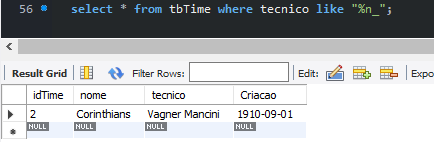 56 select * from tbTime where tecnico like "%n_";
Result Grid Filter Rows: Edit: Expo
idTime nome tecnico Criacao
2 Corinthians Vagner Mancini 1910-09-01
NULL NULL NULL NULL